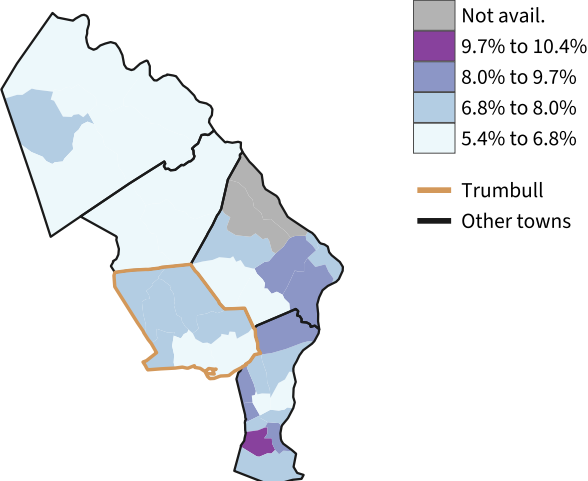 Not avail.
9.7% to 10.4%
8.0% to 9.7%
6.8% to 8.0%
5.4% to 6.8%
Trumbull
Other towns